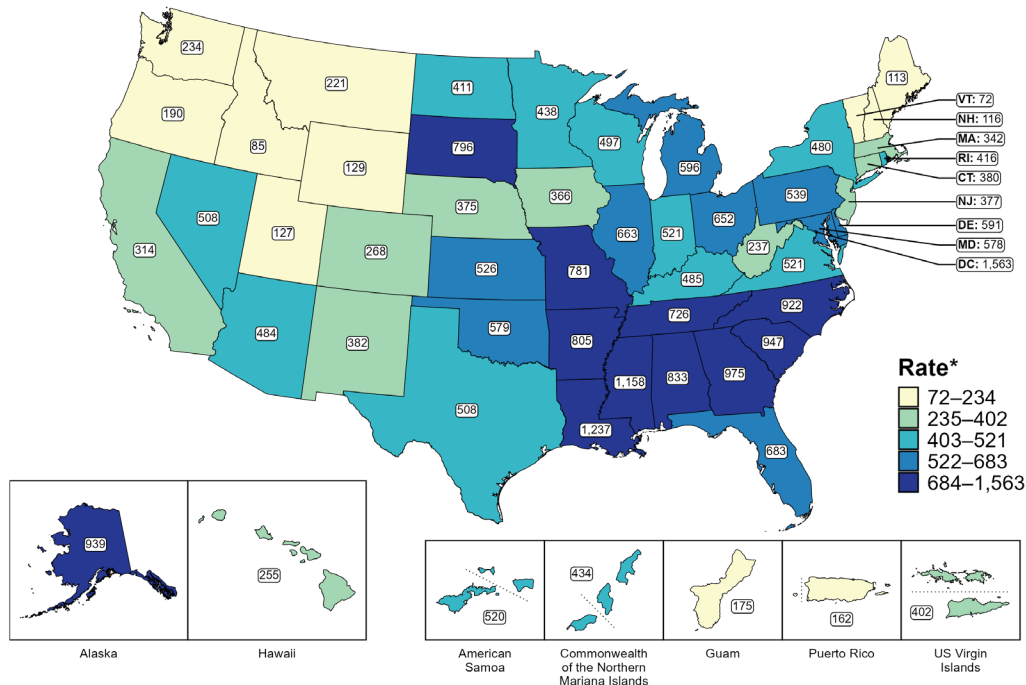 234
221
411
438
113
190
85
129
796
497
596
480
VT: 72
NH: 116
MA: 342
RI: 416
CT: 380
NJ: 377
DE: 591
MD: 578
DC: 1,563
314
508
127
268
375
366
663
521
652
539
237
521
526
781
485
484
382
579
805
726
922
947
508
1,158
833
975
1,237
683
Rate*
72–234
235–402
403–521
522–683
684–1,563
939
255
520
434
175
162
402
Alaska
Hawaii
American
Samoa
Commonwealth
of the Northern
Mariana Islands
Guam
Puerto Rico
US Virgin
Islands